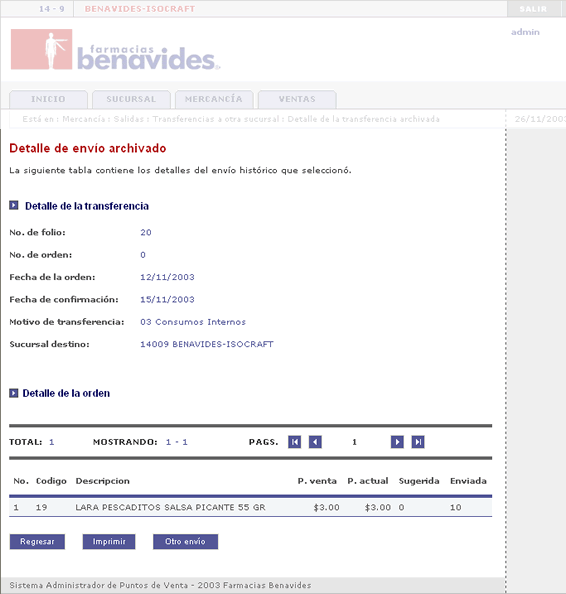 14 - 9 BENAVIDES-ISOCRAFT SALIR
admin
farmacias
benavides
INICIO SUCURSAL MERCANCÍA VENTAS
Está en : Mercancía : Salidas : Transferencias a otra sucursal : Detalle de la transferencia archivada 26/11/2003
Detalle de envío archivado
La siguiente tabla contiene los detalles del envío histórico que seleccionó.
Detalle de la transferencia
No. de folio: 20
No. de orden: 0
Fecha de la orden: 12/11/2003
Fecha de confirmación: 15/11/2003
Motivo de transferencia: 03 Consumos Internos
Sucursal destino: 14009 BENAVIDES-ISOCRAFT
Detalle de la orden
TOTAL: 1 MOSTRANDO: 1 - 1 PAGS. 1
No. Codigo Descripcion P. venta P. actual Sugerida Enviada
1 19 LARA PESCADITOS SALSA PICANTE 55 GR $3.00 $3.00 0 10
Regresar Imprimir Otro envío
Sistema Administrador de Puntos de Venta - 2003 Farmacias Benavides